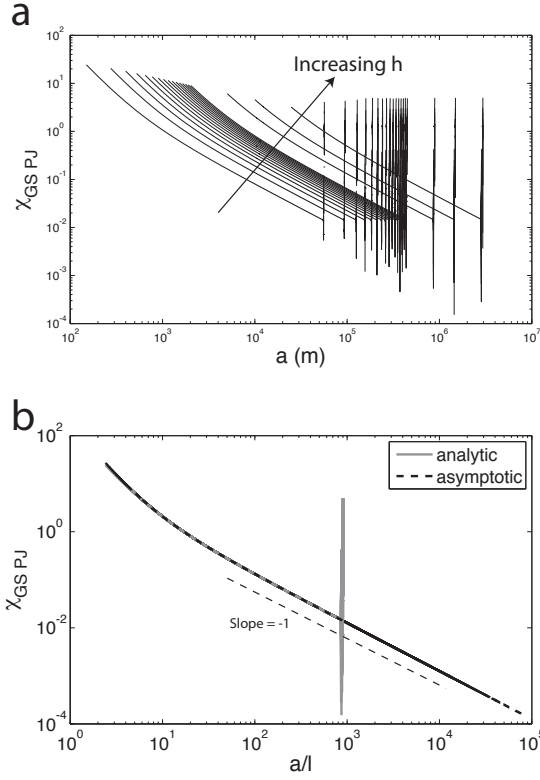 a
10²
10¹
10⁰
10⁻¹
10⁻²
10⁻³
10⁻⁴
χGS PJ
Increasing h
10² 10³ 10⁴ 10⁵ 10⁶ 10⁷
a (m)
b
10²
10⁰
10⁻²
10⁻⁴
χGS PJ
analytic
asymptotic
Slope = -1
10⁰ 10¹ 10² 10³ 10⁴ 10⁵
a/l